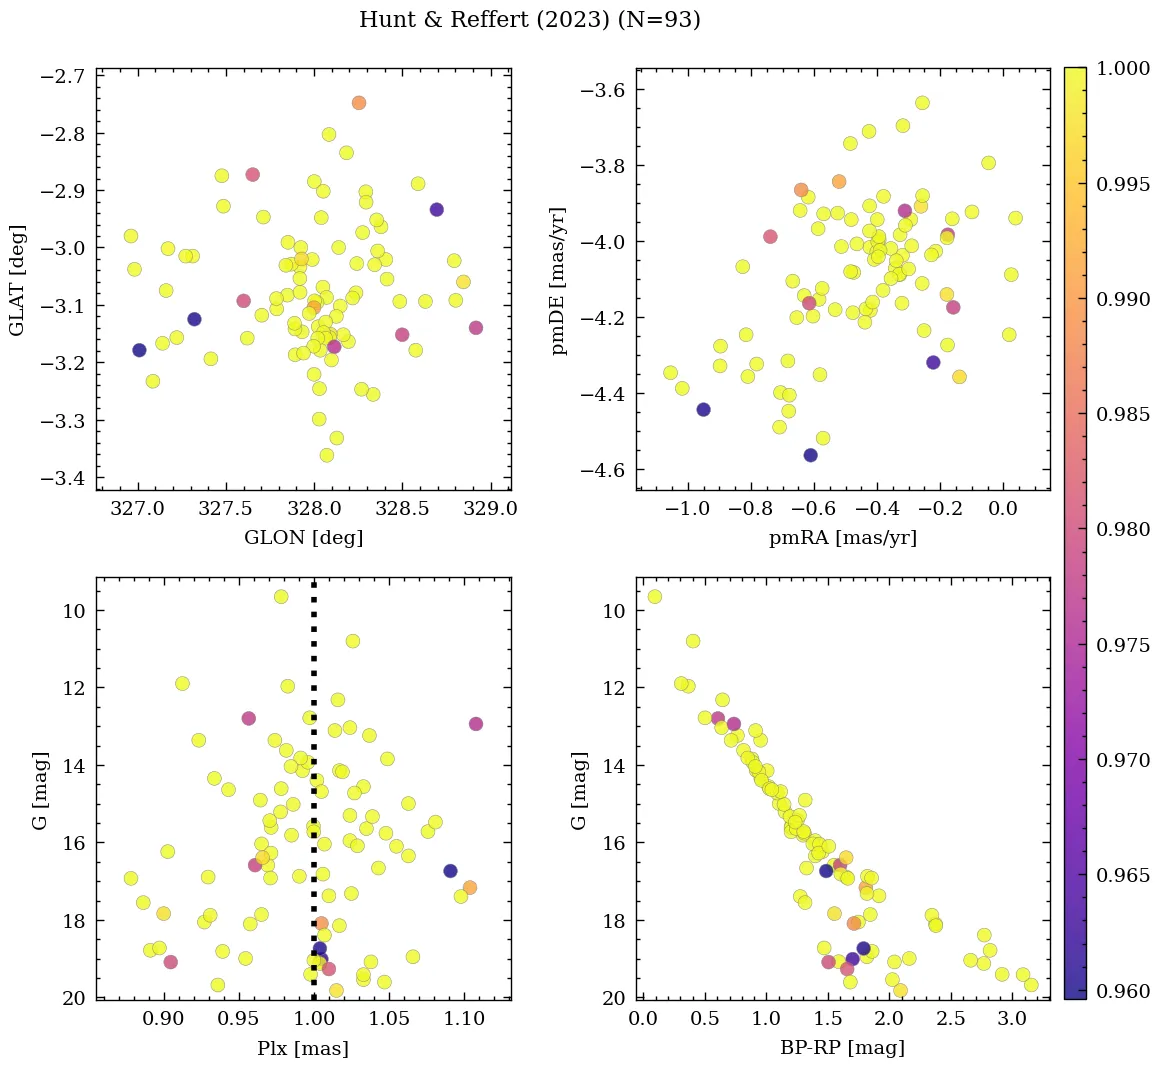 Hunt & Reffert (2023) (N=93)
−2.7
−2.8
−2.9
−3.0
−3.1
−3.2
−3.3
−3.4
GLAT [deg]
327.0 327.5 328.0 328.5 329.0
GLON [deg]
−3.6
−3.8
−4.0
−4.2
−4.4
−4.6
pmDE [mas/yr]
−1.0 −0.8 −0.6 −0.4 −0.2 0.0
pmRA [mas/yr]
10
12
14
16
18
20
G [mag]
0.90 0.95 1.00 1.05 1.10
Plx [mas]
10
12
14
16
18
20
G [mag]
0.0 0.5 1.0 1.5 2.0 2.5 3.0
BP-RP [mag]
1.000
0.995
0.990
0.985
0.980
0.975
0.970
0.965
0.960